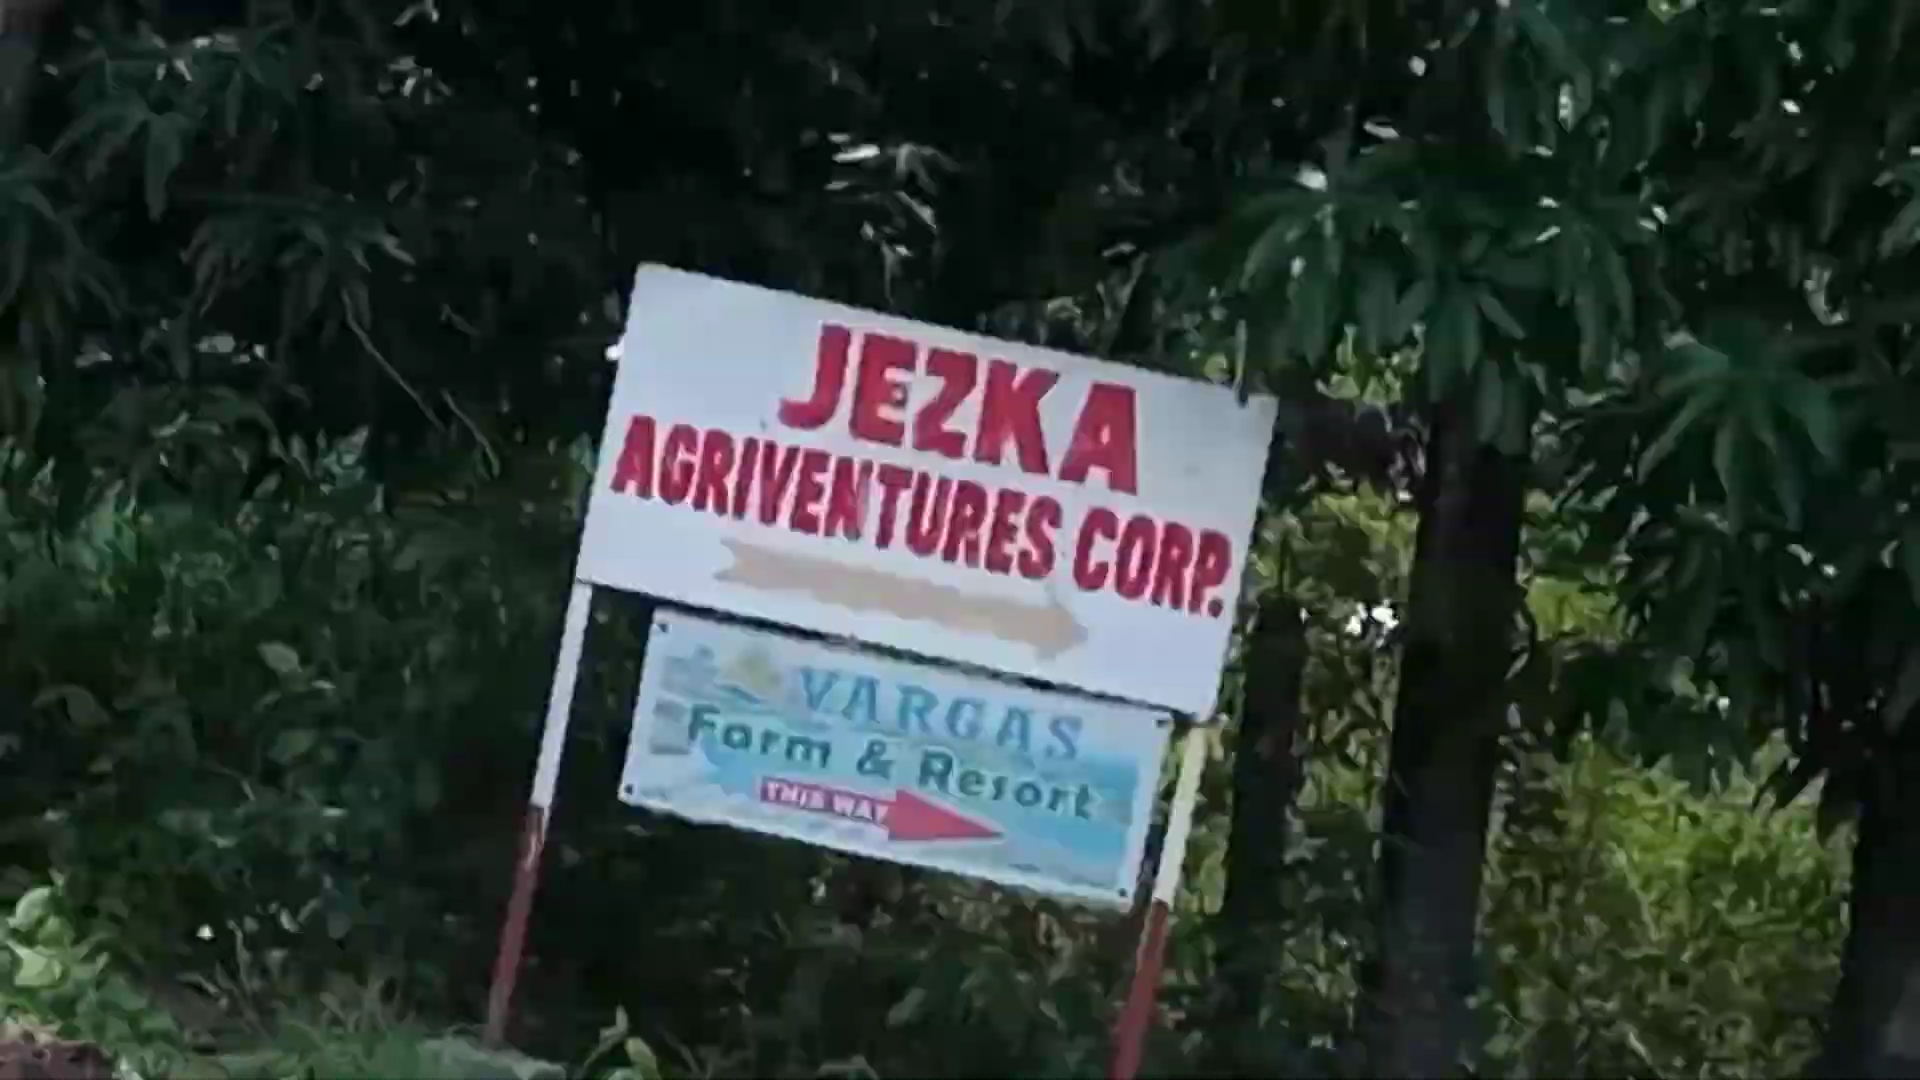 JEZKA
AGRIVENTURES CORP.
VARGAS
Farm & Resort
THIS WAY